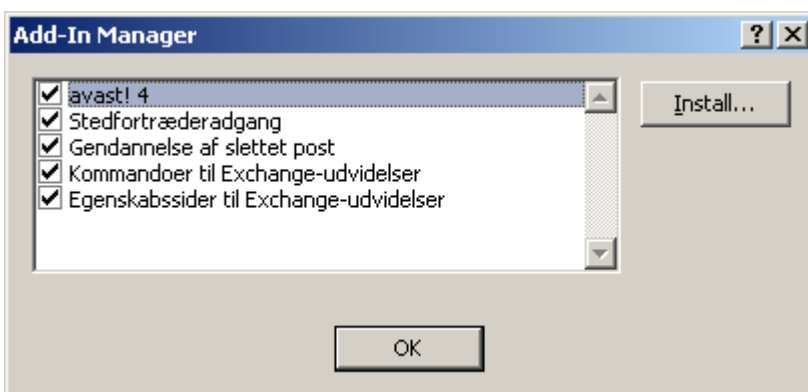 Add-In Manager
avast! 4
Install...
Stedfortræderadgang
Gendannelse af slettet post
Kommandoer til Exchange-udvidelser
Egenskabssider til Exchange-udvidelser
OK